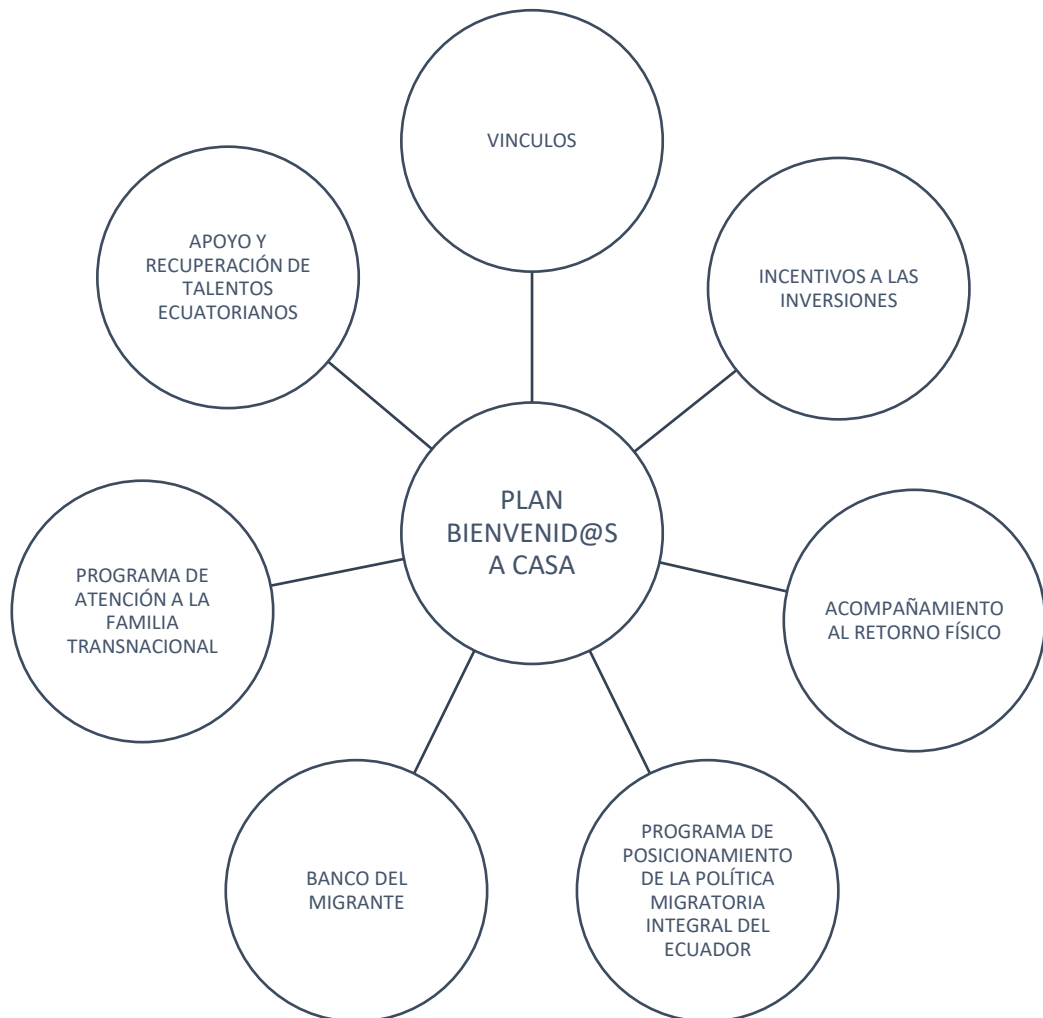 VINCULOS
APOYO Y
RECUPERACIÓN DE
TALENTOS
ECUATORIANOS
INCENTIVOS A LAS
INVERSIONES
PLAN
BIENVENID@S
A CASA
PROGRAMA DE
ATENCIÓN A LA
FAMILIA
TRANSNACIONAL
ACOMPAÑAMIENTO
AL RETORNO FÍSICO
BANCO DEL
MIGRANTE
PROGRAMA DE
POSICIONAMIENTO
DE LA POLÍTICA
MIGRATORIA
INTEGRAL DEL
ECUADOR